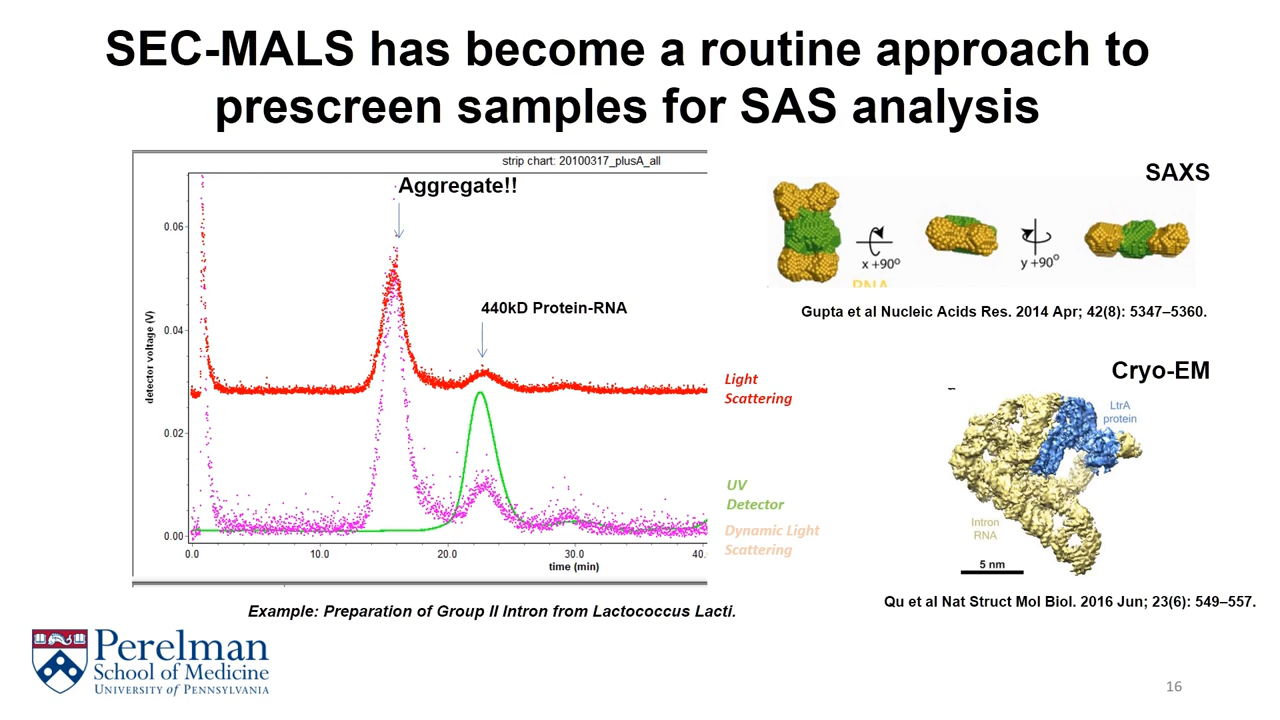 SEC-MALS has become a routine approach to
prescreen samples for SAS analysis
strip chart: 20100317_plusA_all
Aggregate!!
440kD Protein-RNA
detector voltage (V)
0.06
0.04
0.02
0.00
0.0
10.0
20.0
30.0
40.
time (min)
Light
Scattering
UV
Detector
Dynamic Light
Scattering
Example: Preparation of Group II Intron from Lactococcus Lacti.
SAXS
x +90º
y +90º
RNA
Gupta et al Nucleic Acids Res. 2014 Apr; 42(8): 5347–5360.
Cryo-EM
LtrA
protein
Intron
RNA
5 nm
Qu et al Nat Struct Mol Biol. 2016 Jun; 23(6): 549–557.
Perelman
School of Medicine
University of Pennsylvania
16